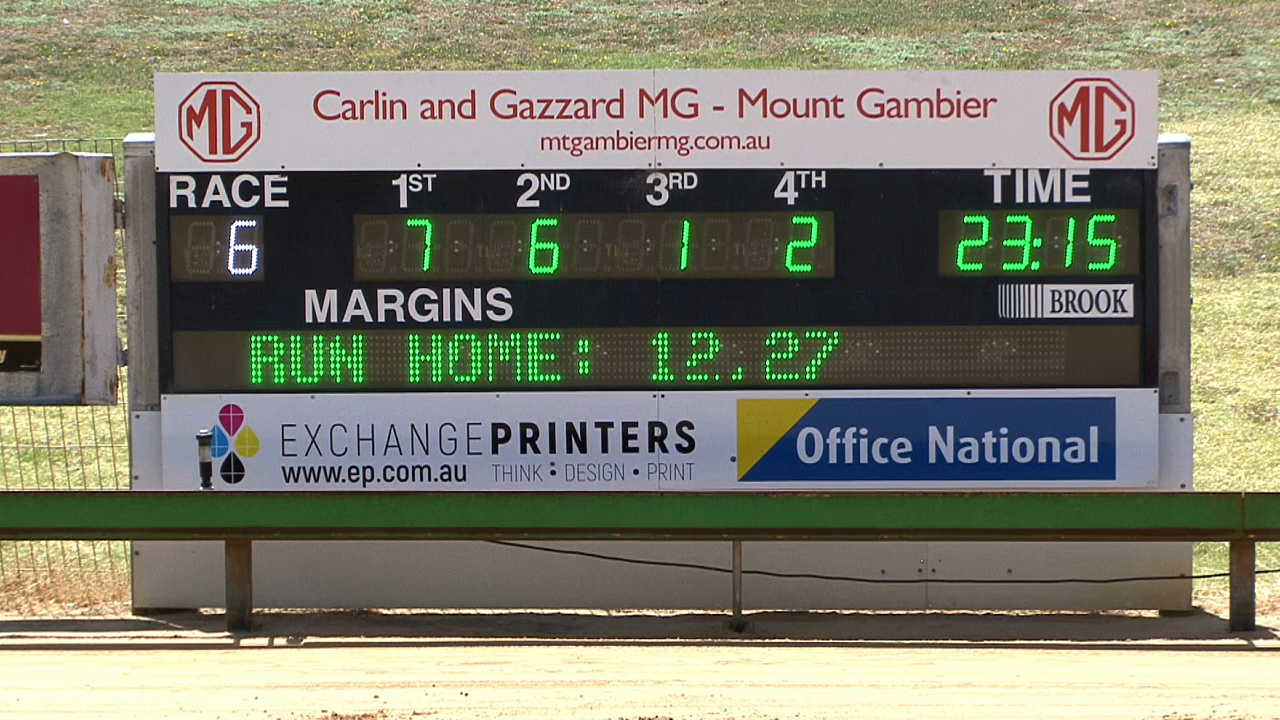 MG Carlin and Gazzard MG - Mount Gambier MG
mtgambiermg.com.au
RACE 1ST 2ND 3RD 4TH TIME
6 7 6 1 2 23:15
MARGINS BROOK
RUN HOME: 12.27
EXCHANGEPRINTERS Office National
www.ep.com.au THINK • DESIGN • PRINT